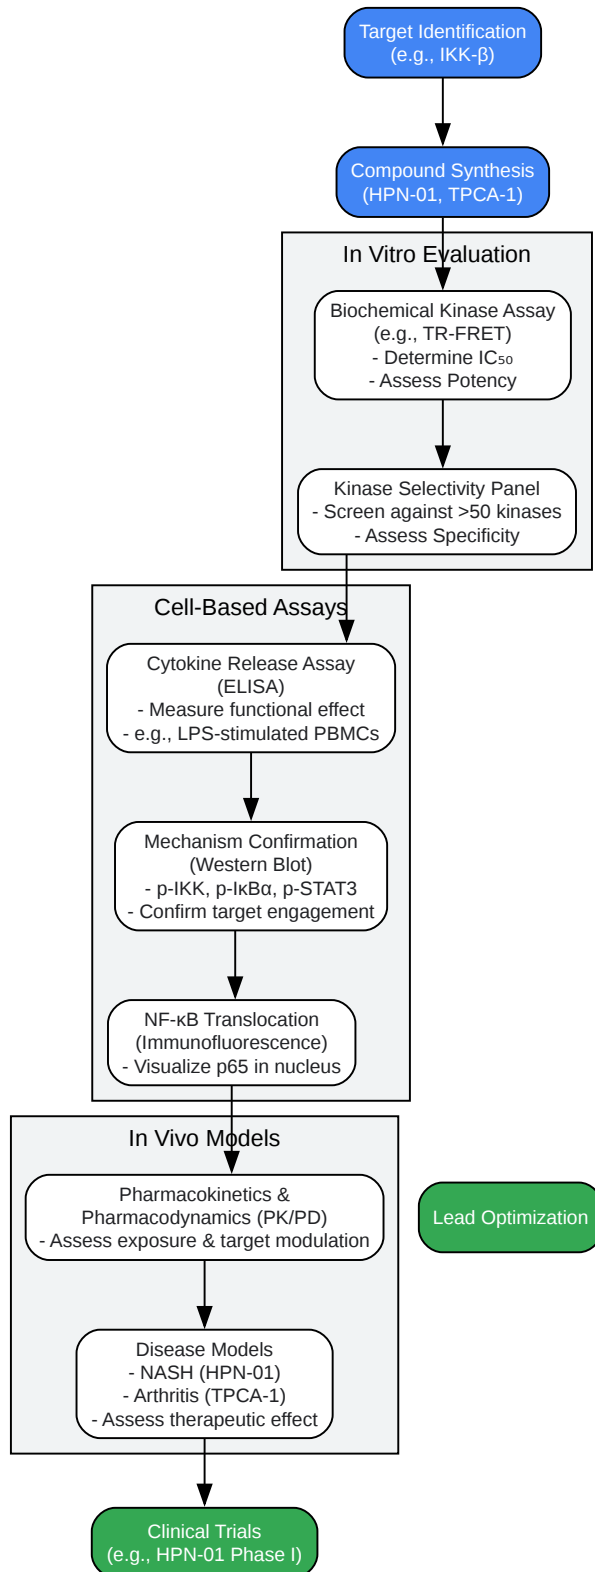 Target Identification
(e.g., IKK-β)
Compound Synthesis
(HPN-01, TPCA-1)
In Vitro Evaluation
Biochemical Kinase Assay
(e.g., TR-FRET)
- Determine IC₅₀
- Assess Potency
Kinase Selectivity Panel
- Screen against >50 kinases
- Assess Specificity
Cell-Based Assays
Cytokine Release Assay
(ELISA)
- Measure functional effect
- e.g., LPS-stimulated PBMCs
Mechanism Confirmation
(Western Blot)
- p-IKK, p-IκBα, p-STAT3
- Confirm target engagement
NF-κB Translocation
(Immunofluorescence)
- Visualize p65 in nucleus
In Vivo Models
Pharmacokinetics &
Pharmacodynamics (PK/PD)
- Assess exposure & target modulation
Lead Optimization
Disease Models
- NASH (HPN-01)
- Arthritis (TPCA-1)
- Assess therapeutic effect
Clinical Trials
(e.g., HPN-01 Phase I)